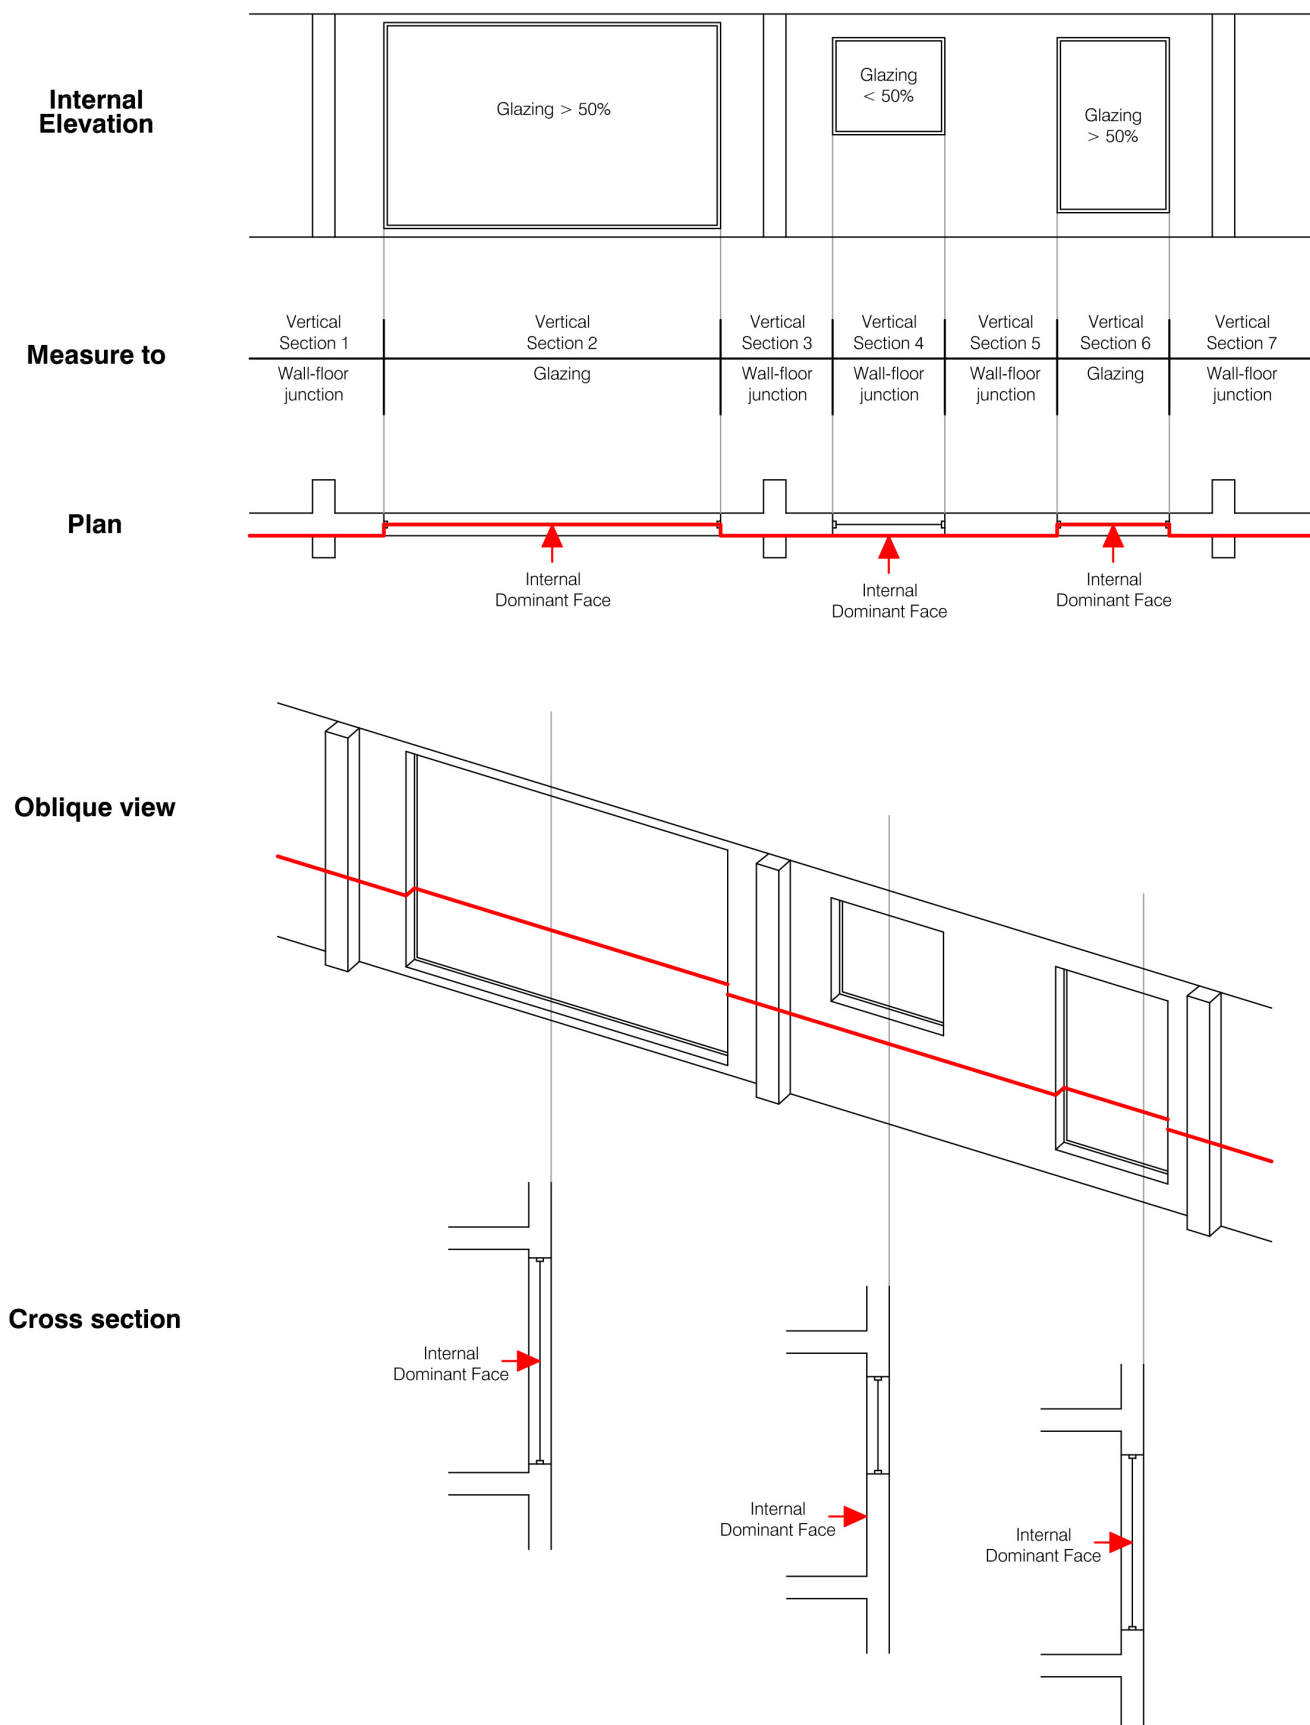 Internal
Elevation
Glazing > 50%
Glazing
< 50%
Glazing
> 50%
Measure to
Vertical
Section 1
Vertical
Section 2
Vertical
Section 3
Vertical
Section 4
Vertical
Section 5
Vertical
Section 6
Vertical
Section 7
Wall-floor
junction
Glazing
Wall-floor
junction
Wall-floor
junction
Wall-floor
junction
Glazing
Wall-floor
junction
Plan
Internal
Dominant Face
Internal
Dominant Face
Internal
Dominant Face
Oblique view
Cross section
Internal
Dominant Face
Internal
Dominant Face
Internal
Dominant Face